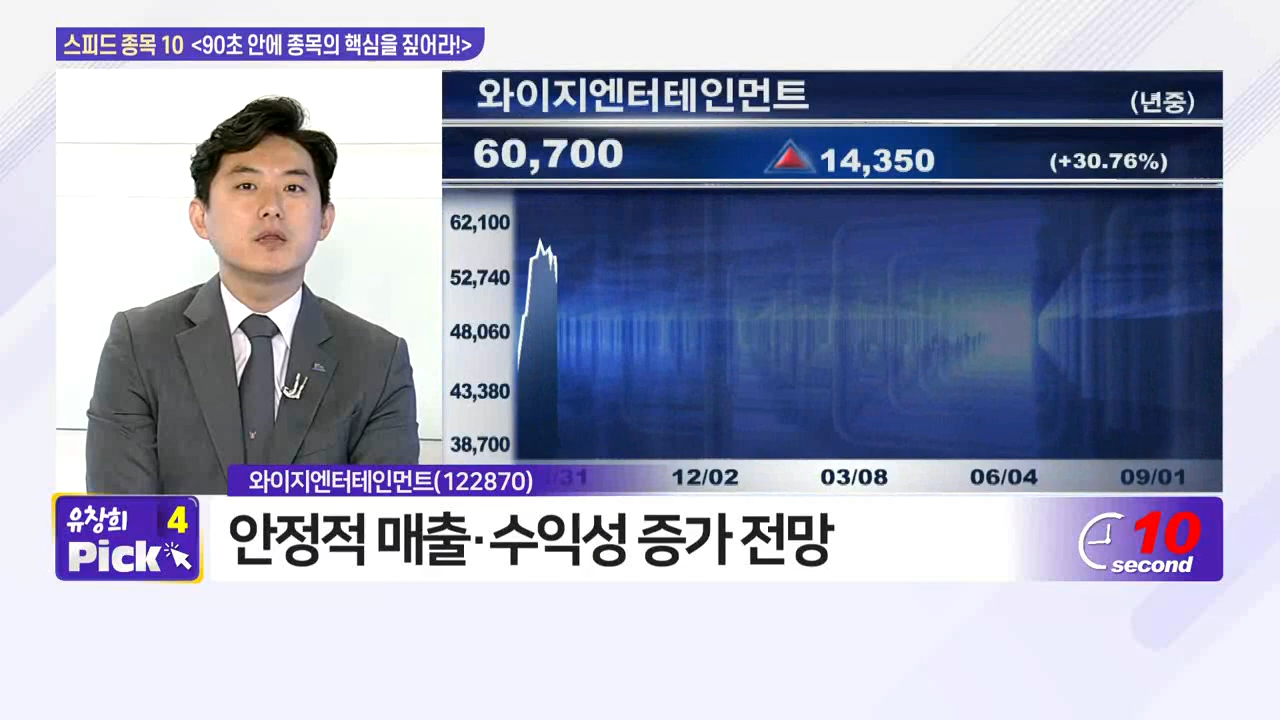 스피드 종목 10 <90초 안에 종목의 핵심을 짚어라!>
와이지엔터테인먼트
(년중)
60,700
14,350
(+30.76%)
62,100
52,740
48,060
43,380
38,700
/31
12/02
03/08
06/04
09/01
와이지엔터테인먼트(122870)
유창희
4
Pick
안정적 매출·수익성 증가 전망
10
second